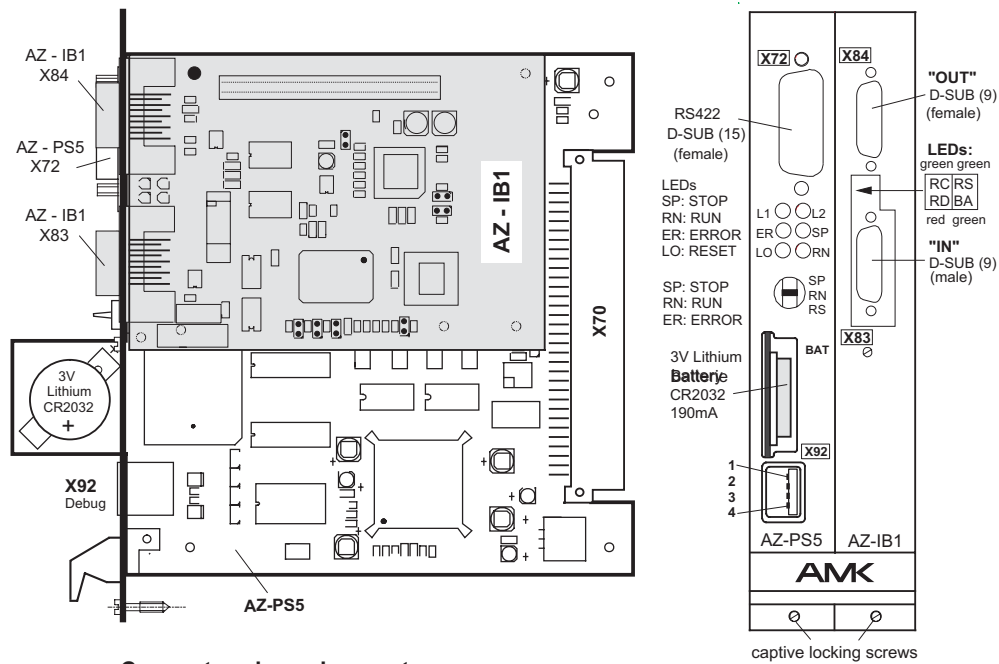 AZ - IB1
X84
AZ - PS5
X72
AZ - IB1
X83
3V
Lithium
CR2032
+
X92
Debug
AZ - IB1
X70
AZ-PS5
X72
X84
RS422
D-SUB (15)
(female)
"OUT"
D-SUB (9)
(female)
LEDs:
green green
RC RS
RD BA
red green
"IN"
D-SUB (9)
(male)
LEDs
SP: STOP
RN: RUN
ER: ERROR
LO: RESET
L1 L2
ER SP
LO RN
SP: STOP
RN: RUN
ER: ERROR
SP
RN
RS
X83
BAT
3V Lithium
Battery
CR2032
190mA
X92
1
2
3
4
AZ-PS5 AZ-IB1
AMK
captive locking screws